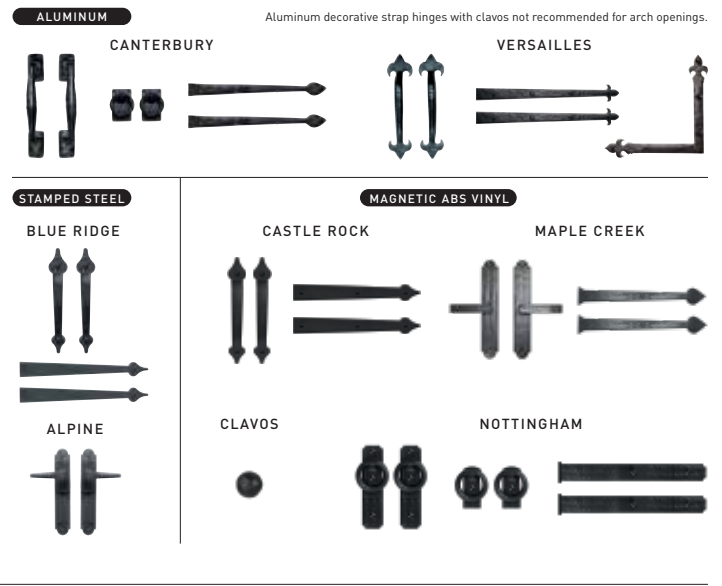 ALUMINUM
Aluminum decorative strap hinges with clavos not recommended for arch openings.
CANTERBURY
VERSAILLES
STAMPED STEEL
MAGNETIC ABS VINYL
BLUE RIDGE
CASTLE ROCK
MAPLE CREEK
ALPINE
CLAVOS
NOTTINGHAM